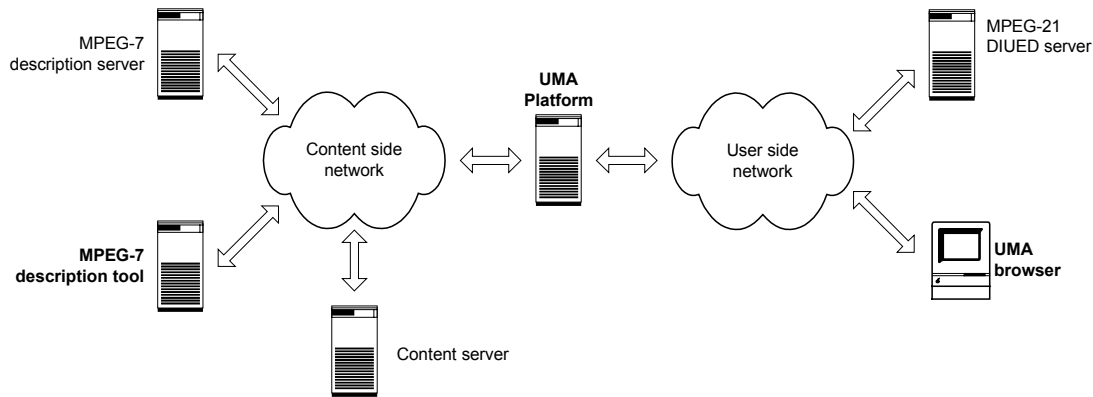 MPEG-7
description server
MPEG-21
DIUED server
UMA
Platform
Content side
network
User side
network
MPEG-7
description tool
UMA
browser
Content server